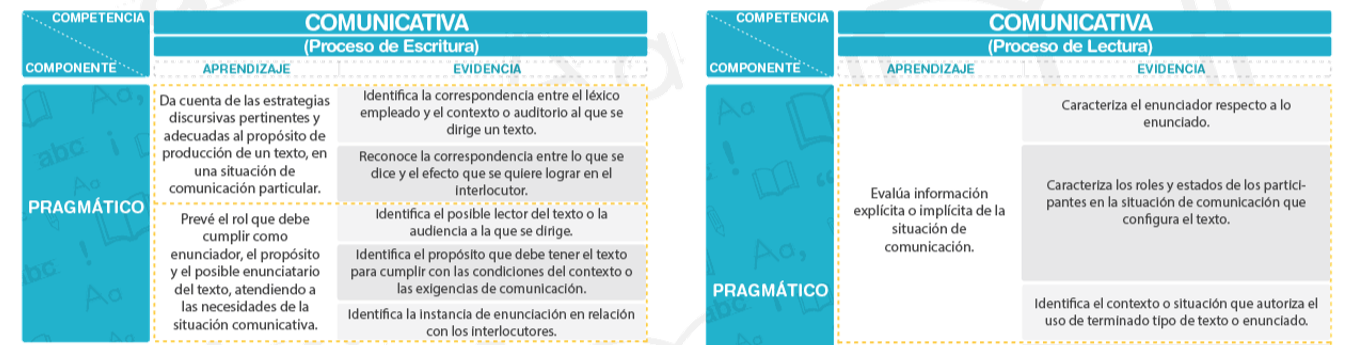 COMPETENCIA
COMPONENTE
COMUNICATIVA
(Proceso de Escritura)
APRENDIZAJE
EVIDENCIA
PRAGMÁTICO
Da cuenta de las estrategias
discursivas pertinentes y
adecuadas al propósito de
producción de un texto, en
una situación de
comunicación particular.
Identifica la correspondencia entre el léxico
empleado y el contexto o auditorio al que se
dirige un texto.
Reconoce la correspondencia entre lo que se
dice y el efecto que se quiere lograr en el
interlocutor.
Prevé el rol que debe
cumplir como
enunciador, el propósito
y el posible enunciatario
del texto, atendiendo a
las necesidades de la
situación comunicativa.
Identifica el posible lector del texto o la
audiencia a la que se dirige.
Identifica el propósito que debe tener el texto
para cumplir con las condiciones del contexto o
las exigencias de comunicación.
Identifica la instancia de enunciación en relación
con los interlocutores.
COMPETENCIA
COMPONENTE
COMUNICATIVA
(Proceso de Lectura)
APRENDIZAJE
EVIDENCIA
PRAGMÁTICO
Evalúa información
explícita o implícita de la
situación de
comunicación.
Caracteriza el enunciador respecto a lo
enunciado.
Caracteriza los roles y estados de los partici-
pantes en la situación de comunicación que
configura el texto.
Identifica el contexto o situación que autoriza el
uso de terminado tipo de texto o enunciado.